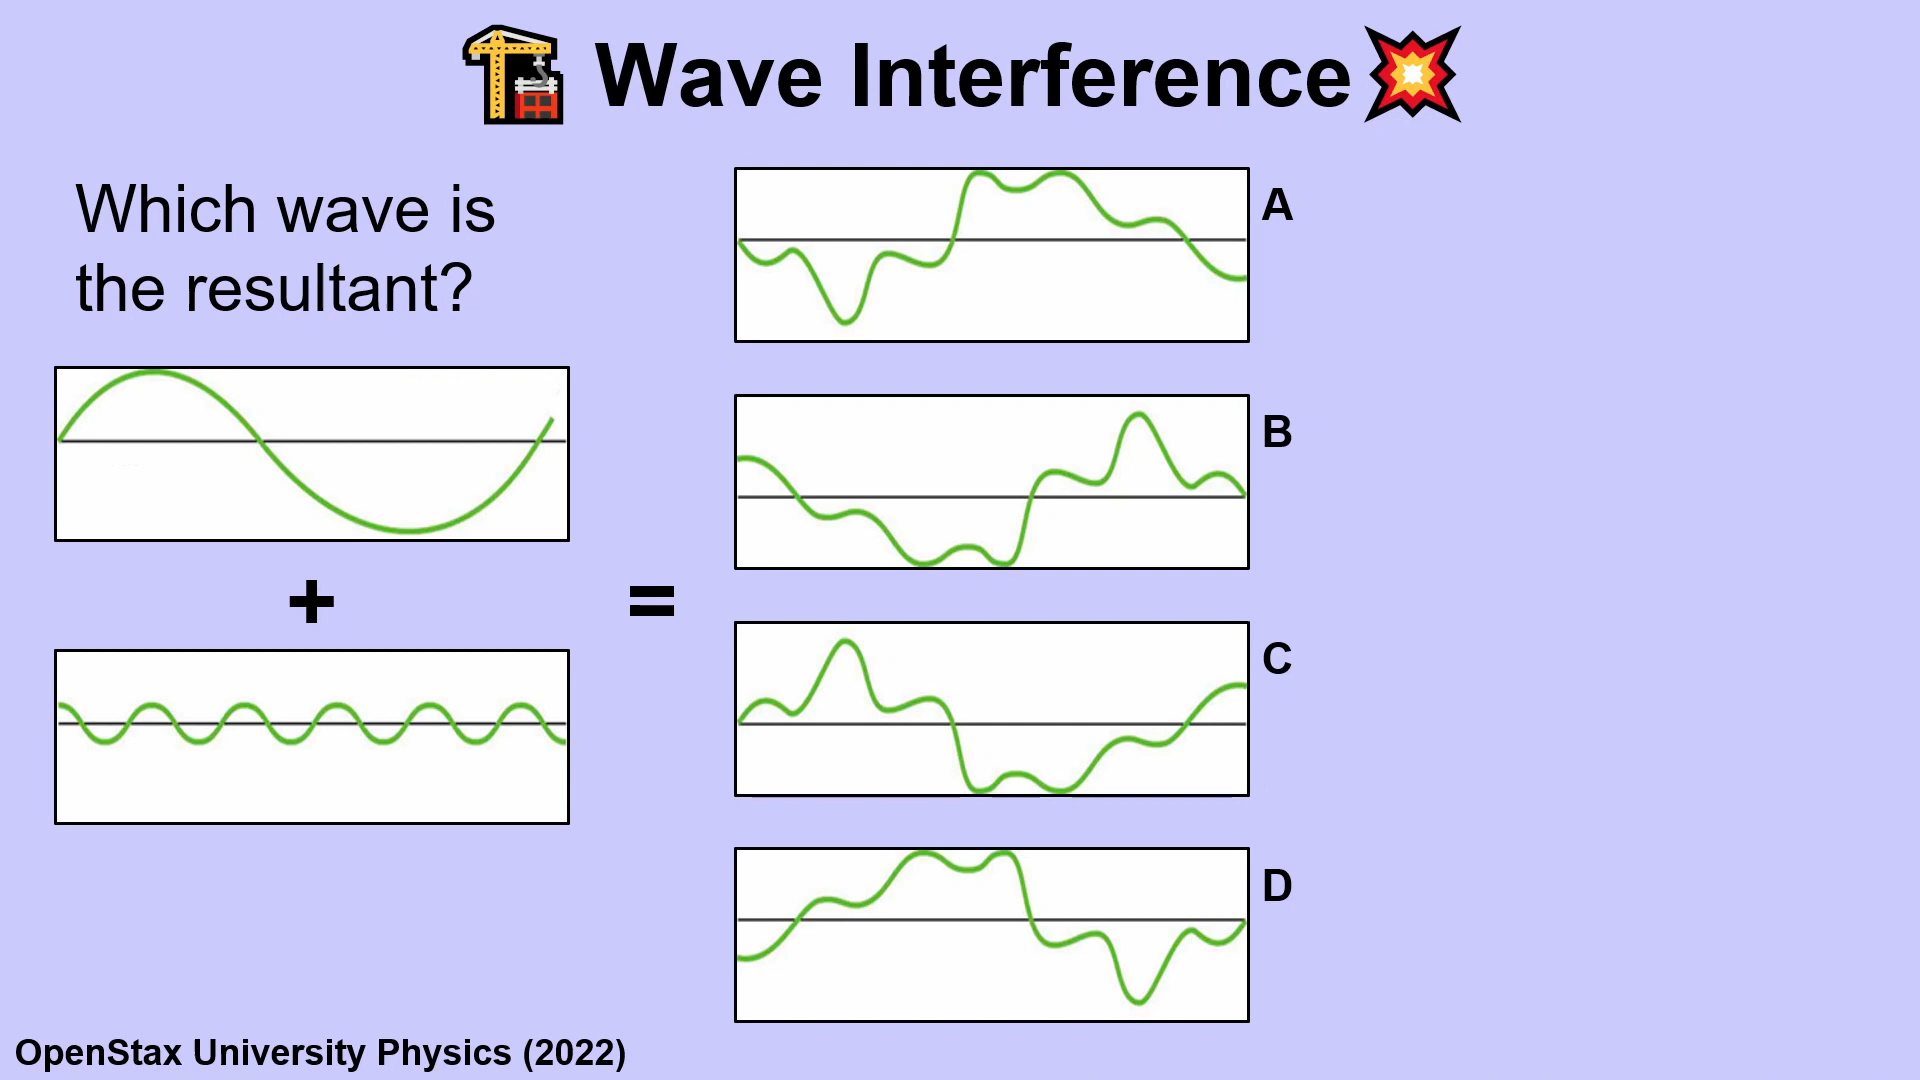 Wave Interference
Which wave is
the resultant?
+
=
A
B
C
D
OpenStax University Physics (2022)